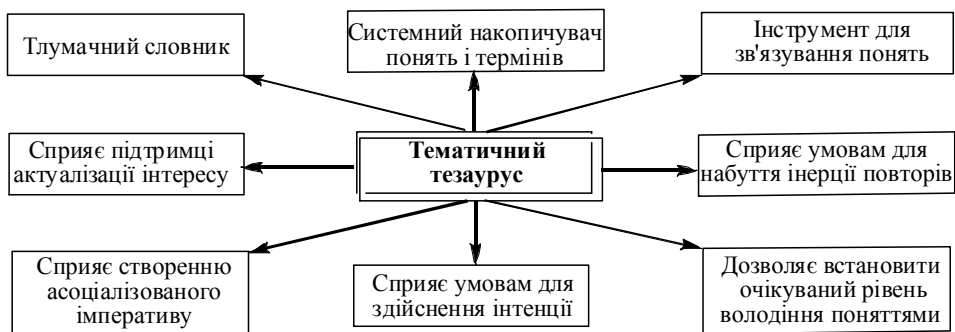 Тлумачний словник
Системний накопичувач
понять і термінів
Інструмент для
зв'язування понять
Сприяє підтримці
актуалізації інтересу
Тематичний
тезаурус
Сприяє умовам для
набуття інерції повторів
Сприяє створенню
асоціалізованого
імперативу
Сприяє умовам для
здійснення інтенції
Дозволяє встановити
очікуваний рівень
володіння поняттями